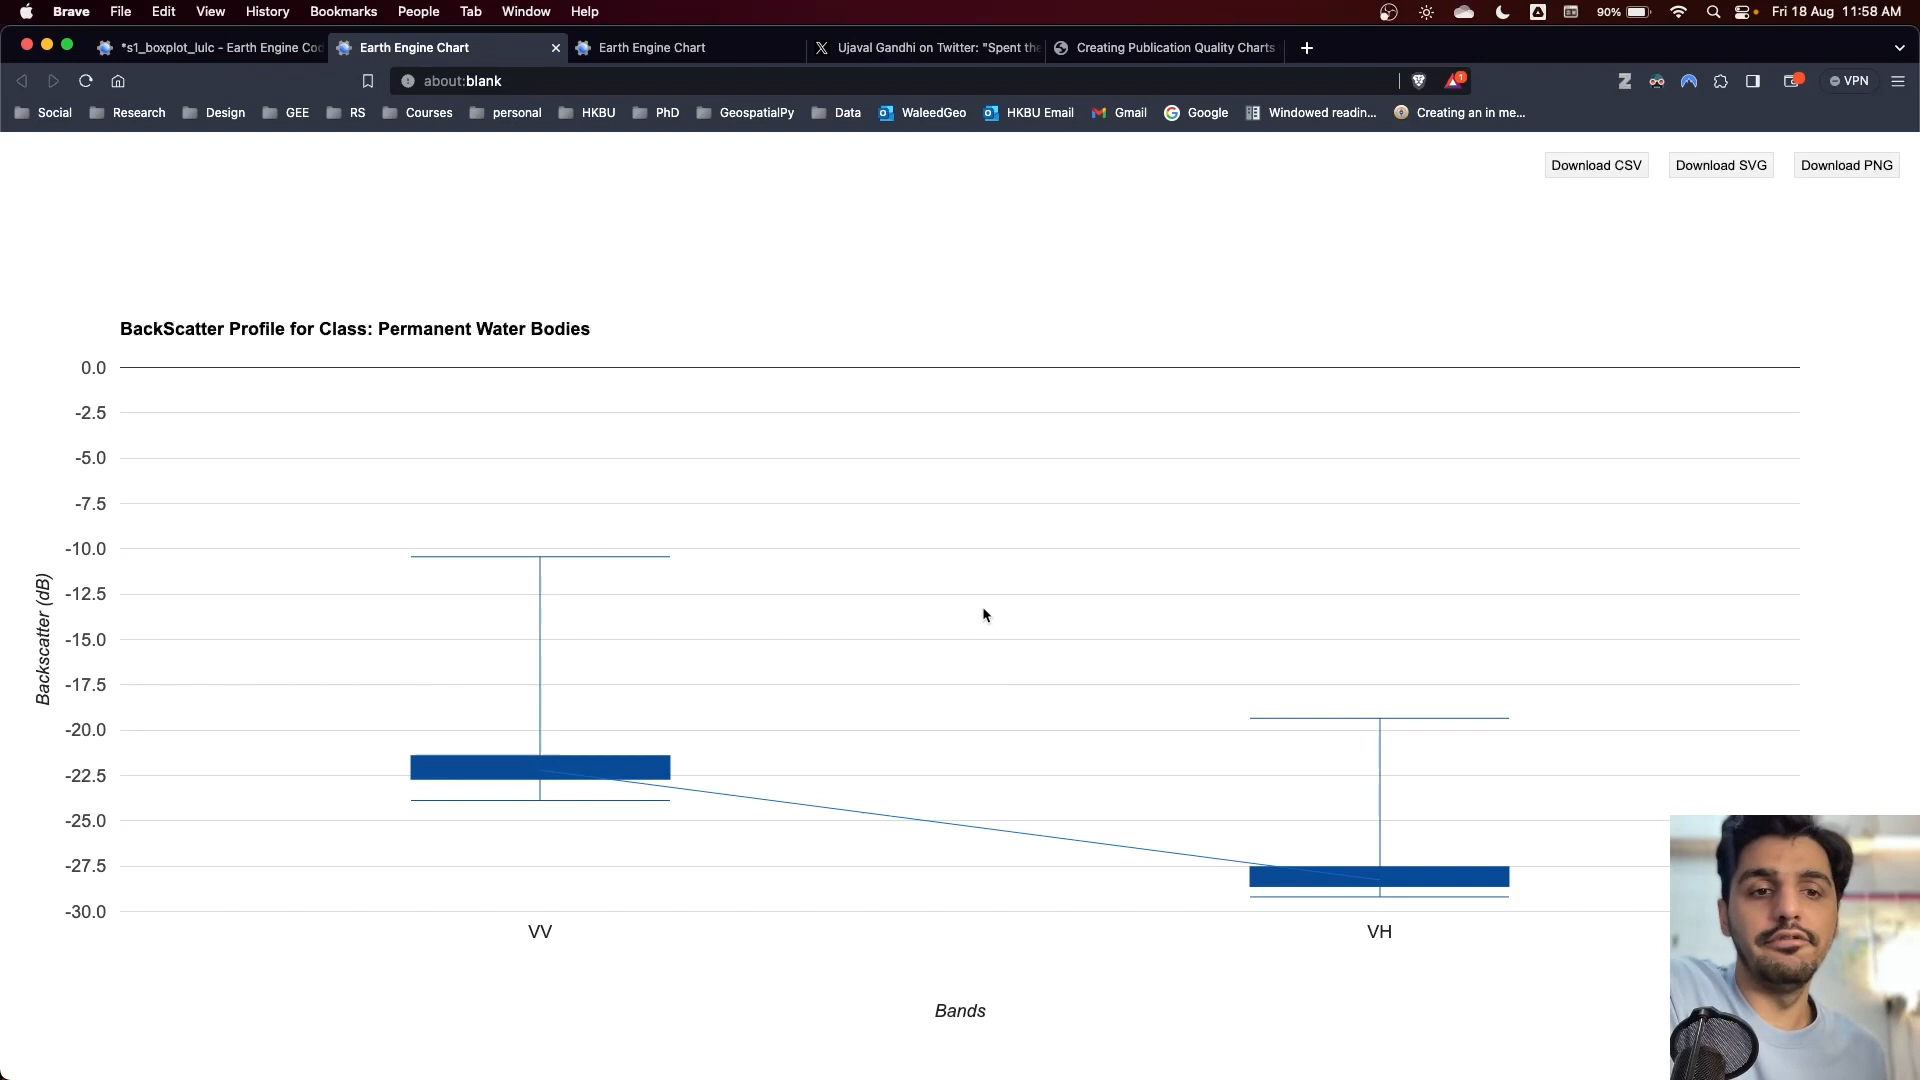 Brave File Edit View History Bookmarks People Tab Window Help 90% Fri 18 Aug 11:58 AM
*s1_boxplot_lulc - Earth Engine Coc Earth Engine Chart Earth Engine Chart Ujaval Gandhi on Twitter: "Spent the Creating Publication Quality Charts
about:blank 1 VPN
Social Research Design GEE RS Courses personal HKBU PhD GeospatialPy Data WaleedGeo HKBU Email Gmail Google Windowed readin... Creating an in me...
Download CSV Download SVG Download PNG
BackScatter Profile for Class: Permanent Water Bodies
0.0
-2.5
-5.0
-7.5
-10.0
-12.5
-15.0
-17.5
-20.0
-22.5
-25.0
-27.5
-30.0
Backscatter (dB)
VV VH
Bands